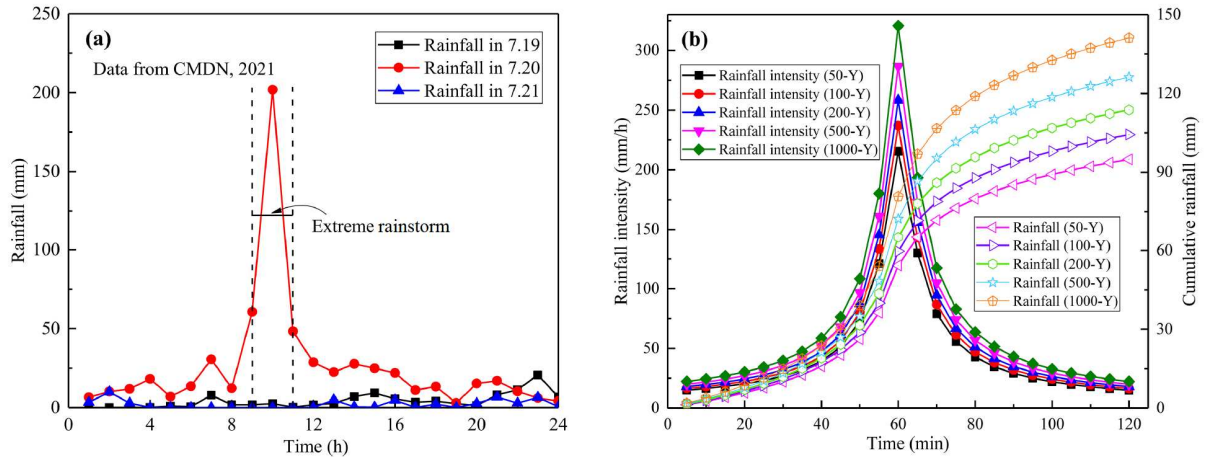 (a)
Data from CMDN, 2021
Rainfall in 7.19
Rainfall in 7.20
Rainfall in 7.21
Extreme rainstorm
Rainfall (mm)
200
150
100
50
0
0 4 8 12 16 20 24
Time (h)
(b)
Rainfall intensity (50-Y)
Rainfall intensity (100-Y)
Rainfall intensity (200-Y)
Rainfall intensity (500-Y)
Rainfall intensity (1000-Y)
Rainfall (50-Y)
Rainfall (100-Y)
Rainfall (200-Y)
Rainfall (500-Y)
Rainfall (1000-Y)
Rainfall intensity (mm/h)
300
250
200
150
100
50
0
0 20 40 60 80 100 120
Time (min)
150
120
90
60
30
0
Cumulative rainfall (mm)